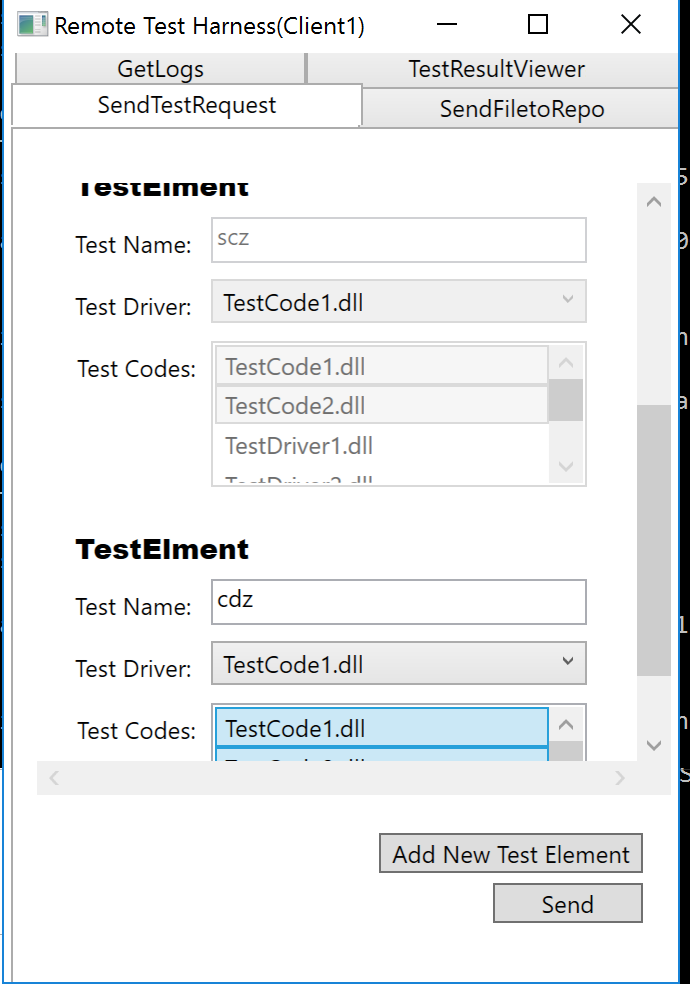 Remote Test Harness(Client1)
GetLogs TestResultViewer
SendTestRequest SendFiletoRepo
TestElment
Test Name: scz
Test Driver: TestCode1.dll
Test Codes: TestCode1.dll
TestCode2.dll
TestDriver1.dll
TestDriver2.dll
TestElment
Test Name: cdz
Test Driver: TestCode1.dll
Test Codes: TestCode1.dll
Add New Test Element
Send